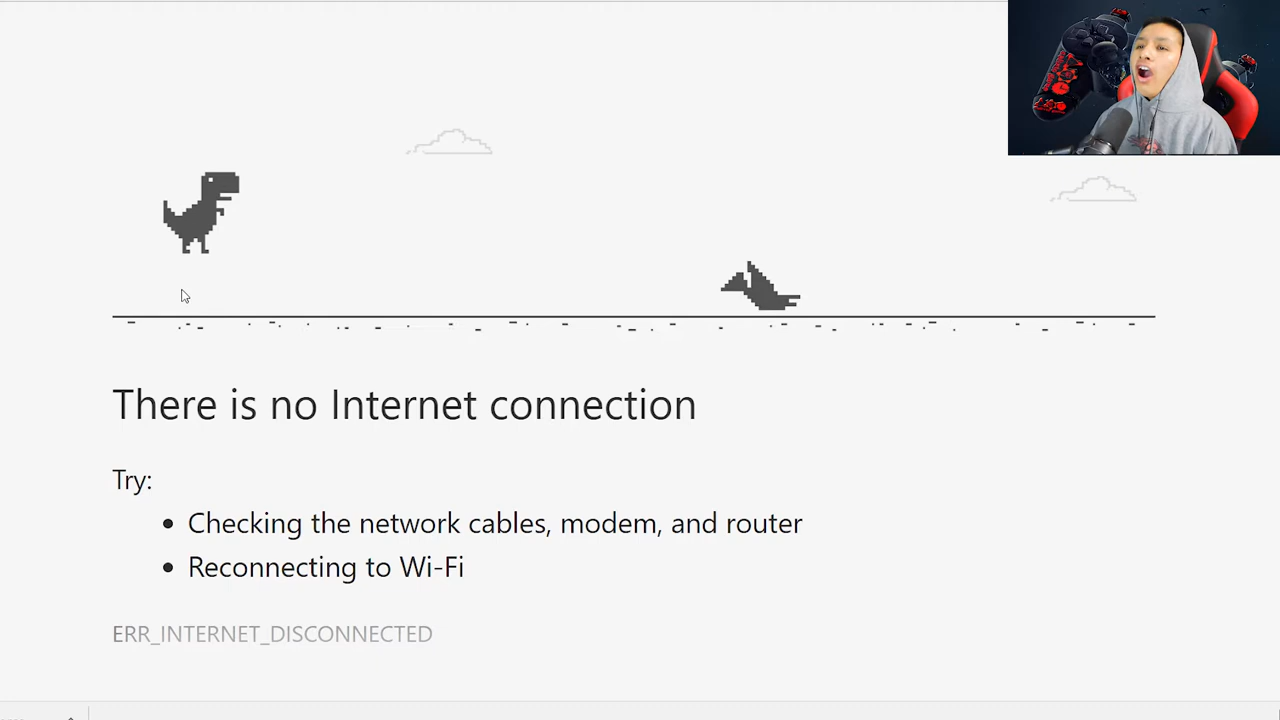 There is no Internet connection
Try:
Checking the network cables, modem, and router
Reconnecting to Wi-Fi
ERR_INTERNET_DISCONNECTED